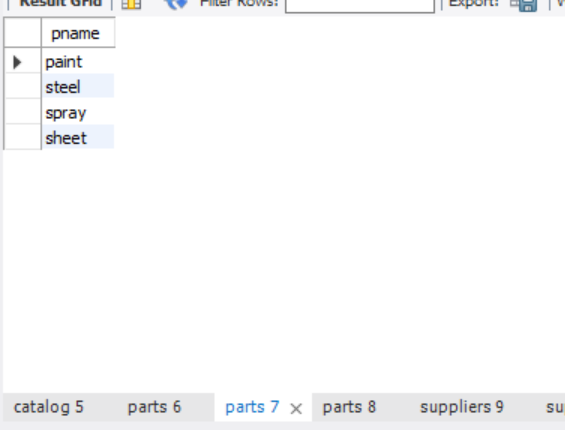 Result Grid Filter Rows: Export:
pname
paint
steel
spray
sheet
catalog 5 parts 6 parts 7 × parts 8 suppliers 9